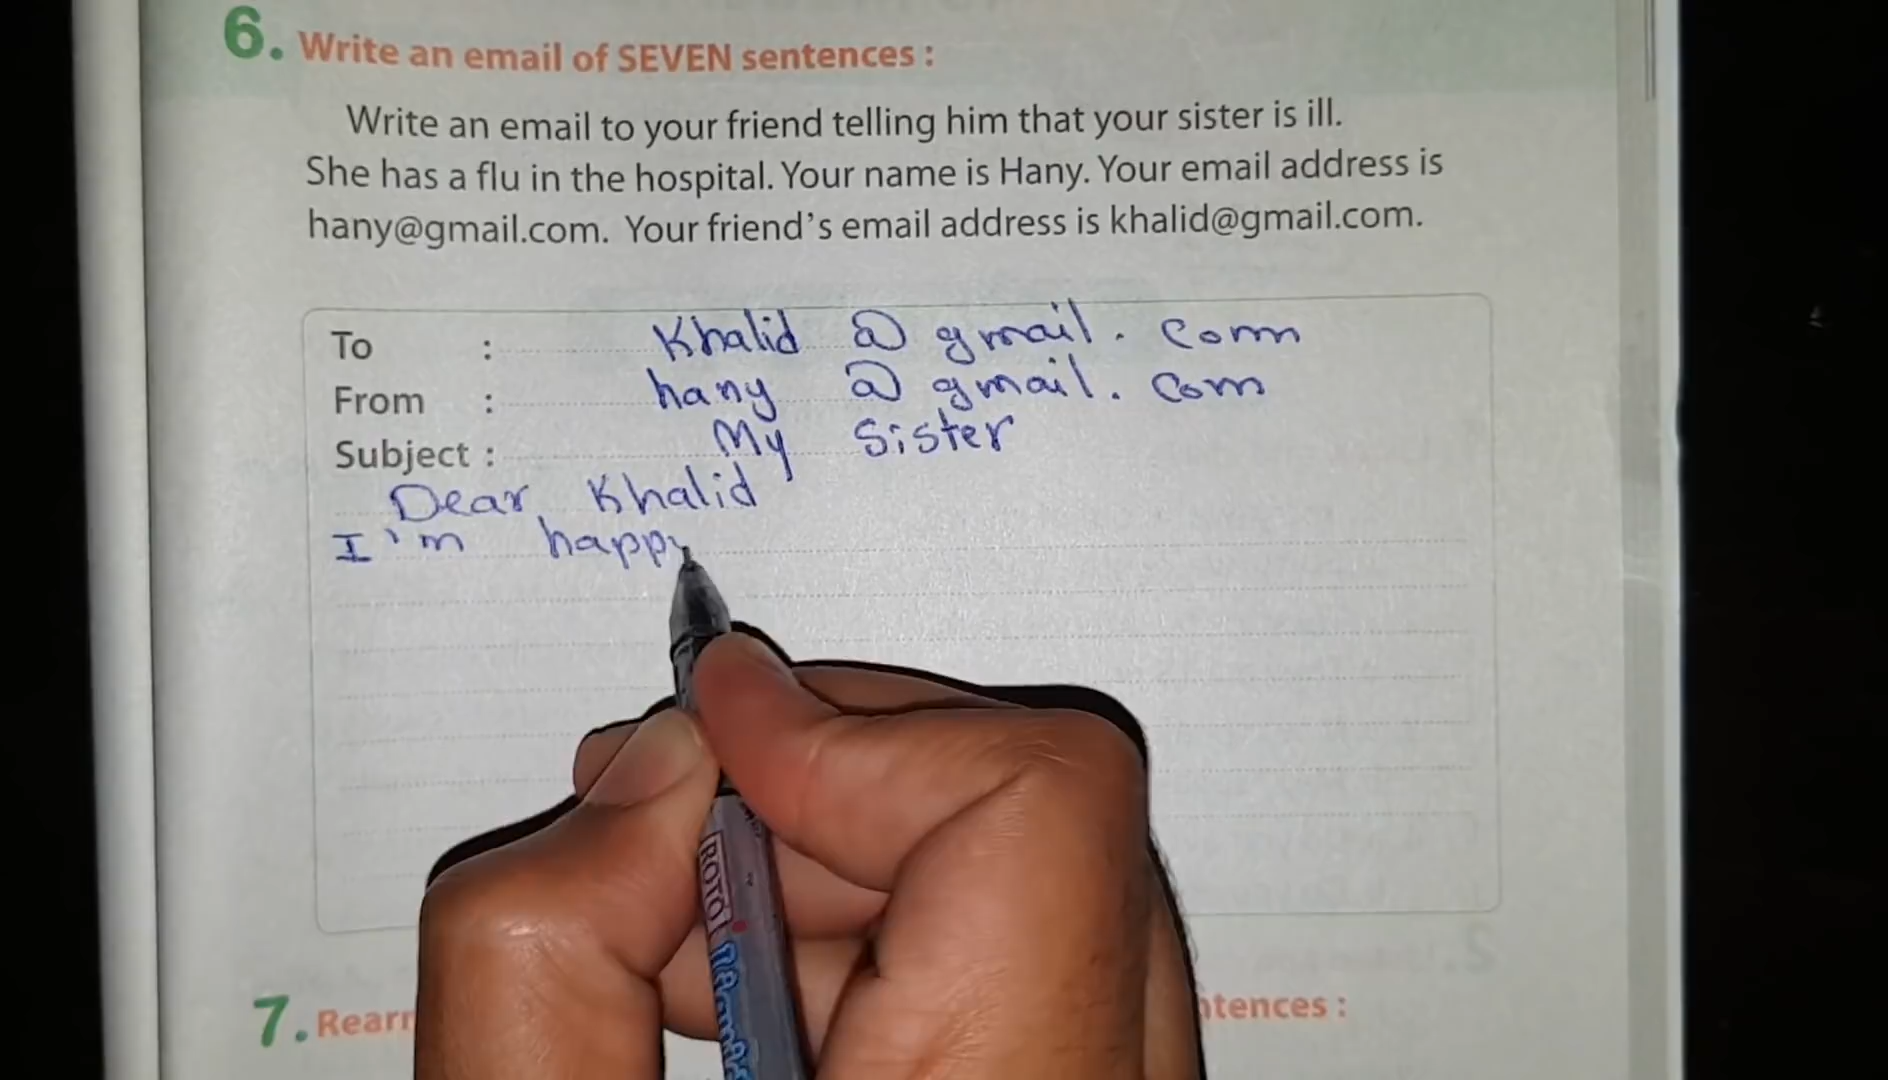 6. Write an email of SEVEN sentences :
Write an email to your friend telling him that your sister is ill.
She has a flu in the hospital. Your name is Hany. Your email address is
hany@gmail.com. Your friend's email address is khalid@gmail.com.
To : Khalid @ gmail. com
From : hany @ gmail. com
Subject : My Sister
Dear, Khalid
I'm happy
7. Rearr ntences :
ROTO